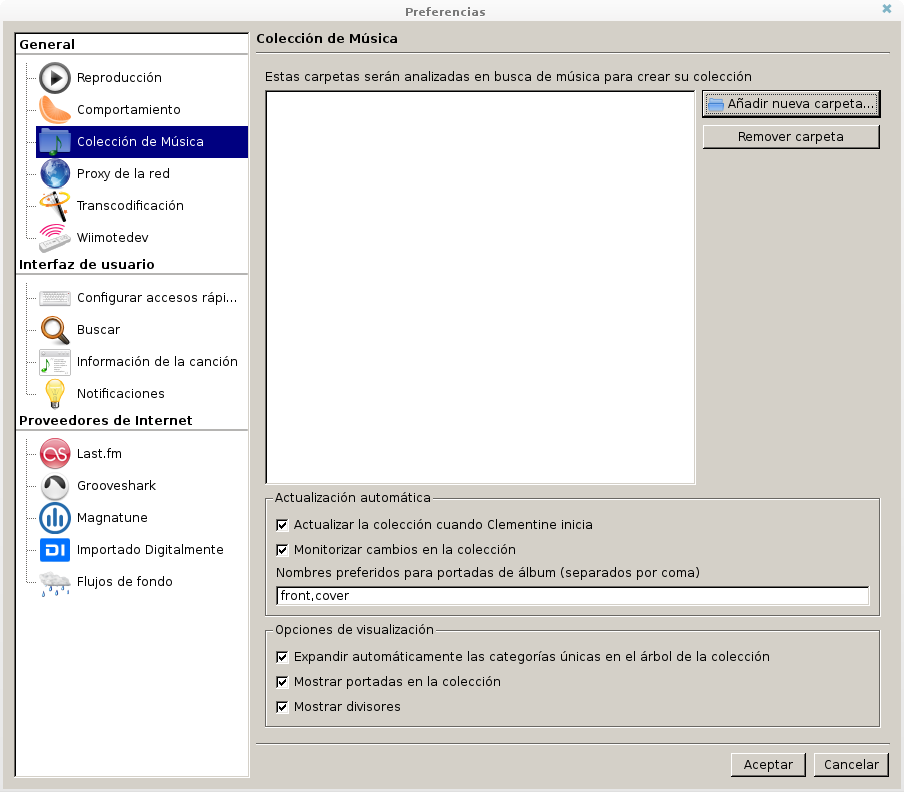 Preferencias
General
Reproducción
Comportamiento
Colección de Música
Proxy de la red
Transcodificación
Wiimotedev
Interfaz de usuario
Configurar accesos rápi...
Buscar
Información de la canción
Notificaciones
Proveedores de Internet
Last.fm
Grooveshark
Magnatune
DI
Importado Digitalmente
Flujos de fondo
Colección de Música
Estas carpetas serán analizadas en busca de música para crear su colección
Añadir nueva carpeta...
Remover carpeta
Actualización automática
Actualizar la colección cuando Clementine inicia
Monitorizar cambios en la colección
Nombres preferidos para portadas de álbum (separados por coma)
front,cover
Opciones de visualización
Expandir automáticamente las categorías únicas en el árbol de la colección
Mostrar portadas en la colección
Mostrar divisores
Aceptar
Cancelar